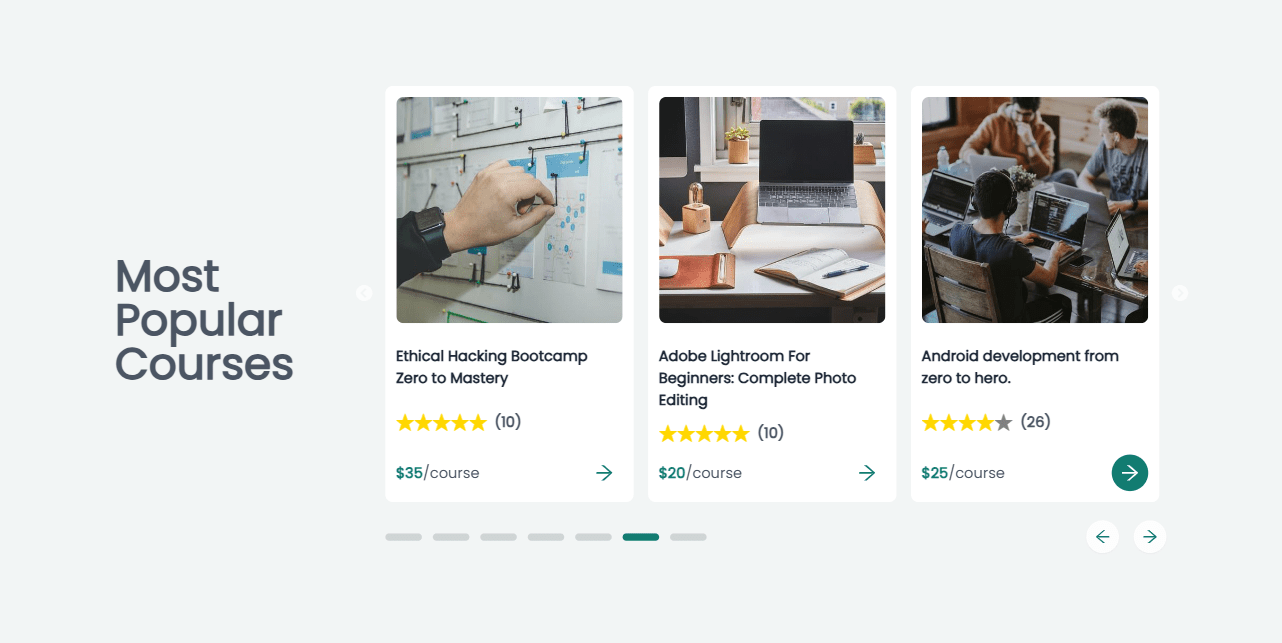 Most
Popular
Courses
Ethical Hacking Bootcamp
Zero to Mastery
(10)
$35/course
Adobe Lightroom For
Beginners: Complete Photo
Editing
(10)
$20/course
Android development from
zero to hero.
(26)
$25/course